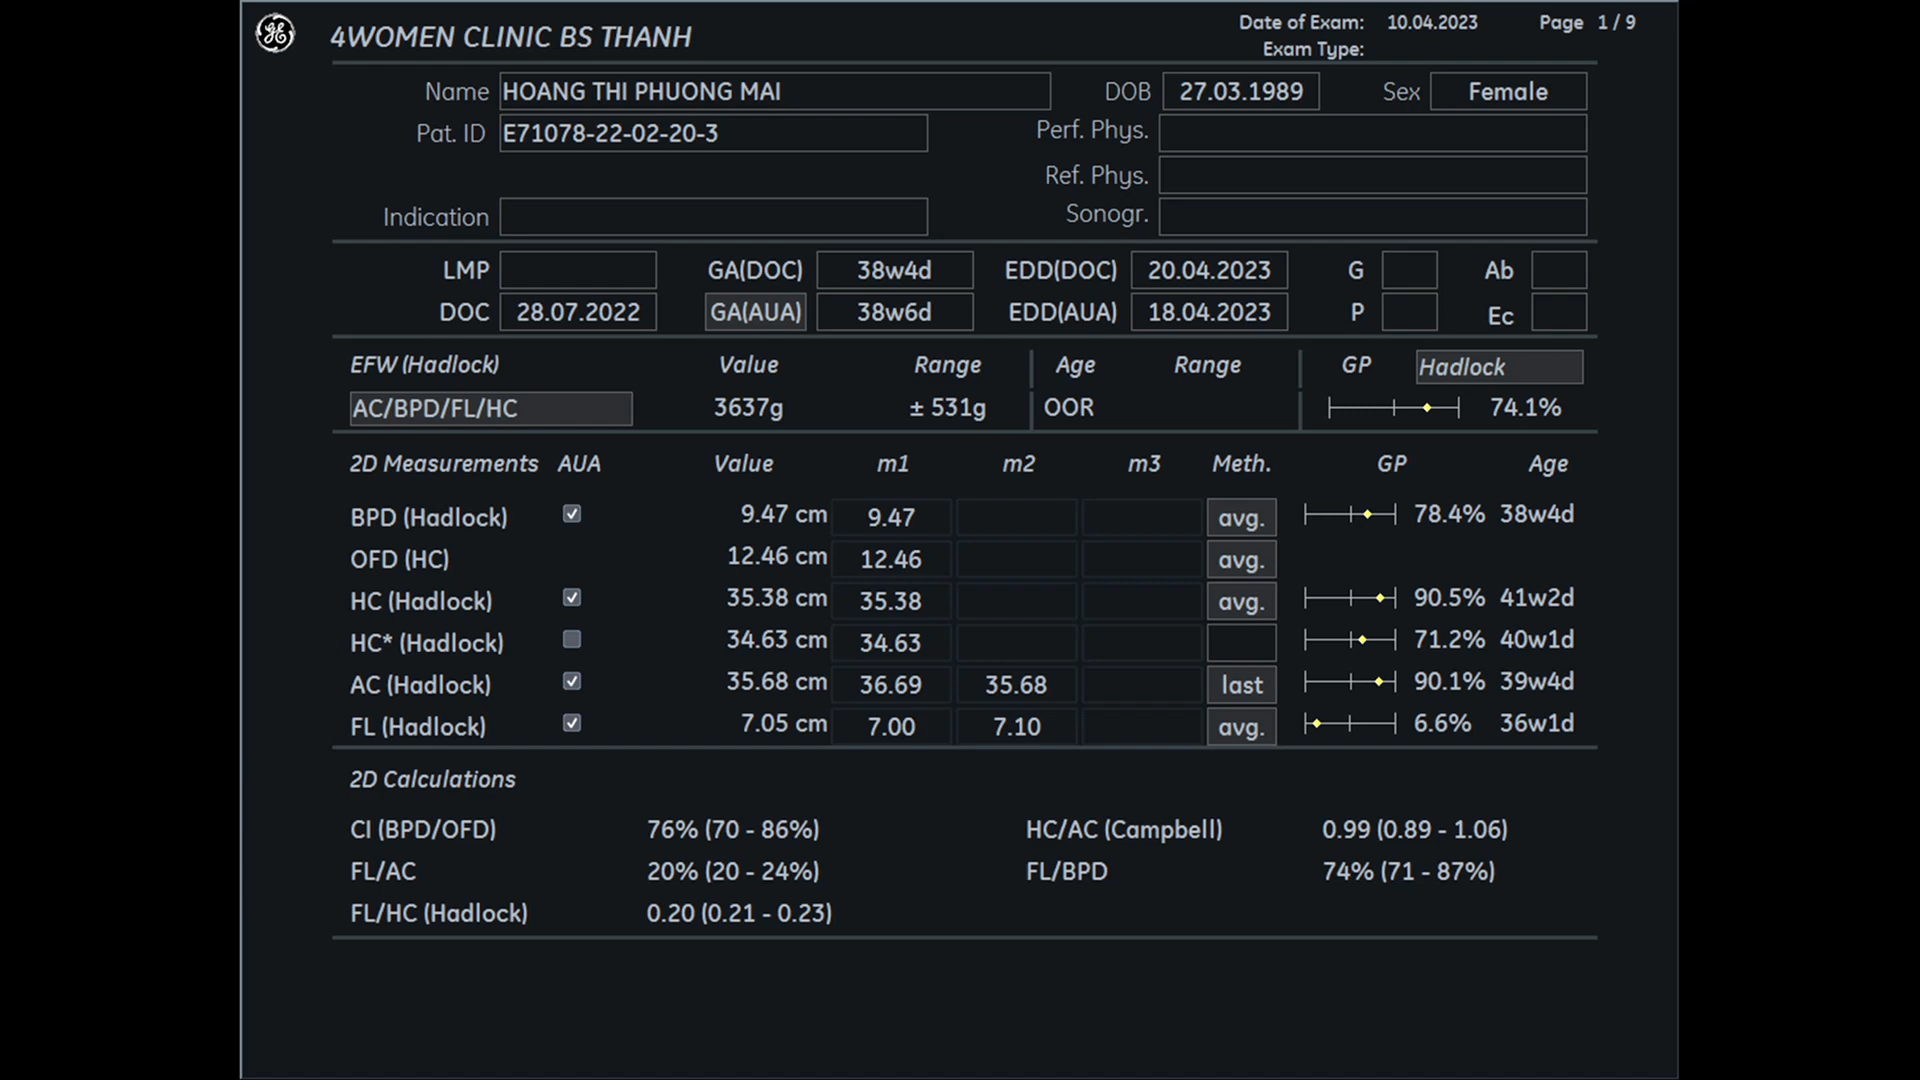 GE
4WOMEN CLINIC BS THANH
Date of Exam: 10.04.2023 Page 1 / 9
Exam Type:
Name HOANG THI PHUONG MAI DOB 27.03.1989 Sex Female
Pat. ID E71078-22-02-20-3 Perf. Phys.
Ref. Phys.
Indication Sonogr.
LMP GA(DOC) 38w4d EDD(DOC) 20.04.2023 G Ab
DOC 28.07.2022 GA(AUA) 38w6d EDD(AUA) 18.04.2023 P Ec
EFW (Hadlock) Value Range Age Range GP Hadlock
AC/BPD/FL/HC 3637g ± 531g OOR 74.1%
2D Measurements AUA Value m1 m2 m3 Meth. GP Age
BPD (Hadlock) 9.47 cm 9.47 avg. 78.4% 38w4d
OFD (HC) 12.46 cm 12.46 avg.
HC (Hadlock) 35.38 cm 35.38 avg. 90.5% 41w2d
HC* (Hadlock) 34.63 cm 34.63 71.2% 40w1d
AC (Hadlock) 35.68 cm 36.69 35.68 last 90.1% 39w4d
FL (Hadlock) 7.05 cm 7.00 7.10 avg. 6.6% 36w1d
2D Calculations
CI (BPD/OFD) 76% (70 - 86%) HC/AC (Campbell) 0.99 (0.89 - 1.06)
FL/AC 20% (20 - 24%) FL/BPD 74% (71 - 87%)
FL/HC (Hadlock) 0.20 (0.21 - 0.23)